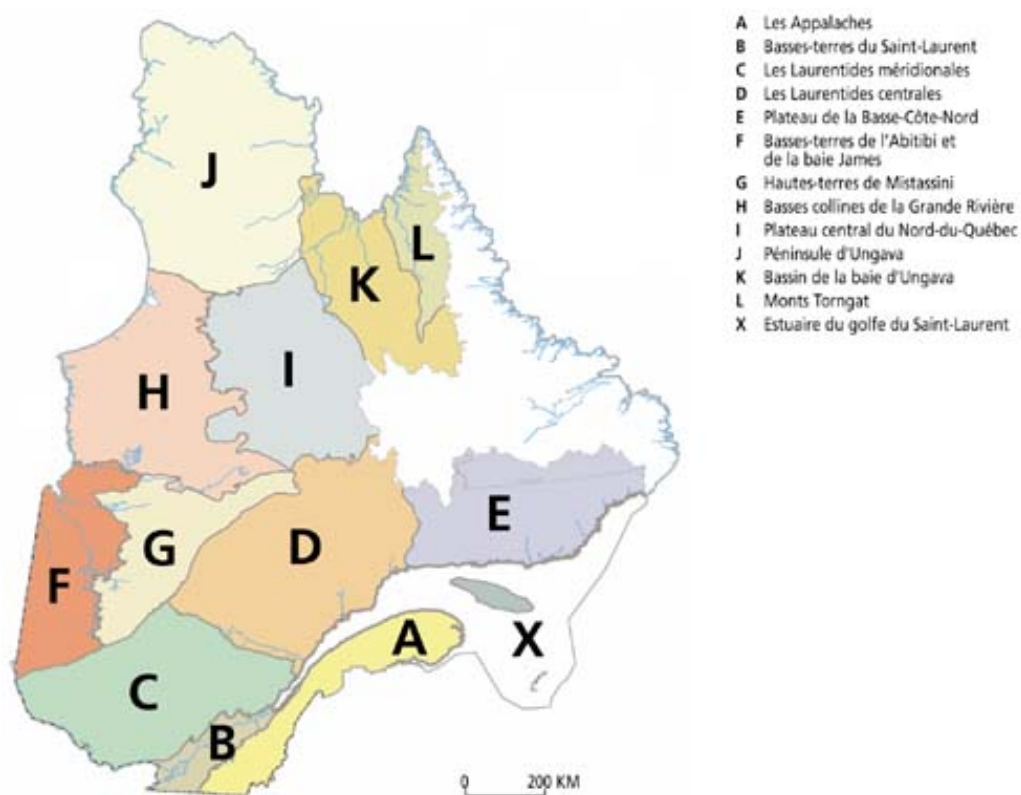 A Les Appalaches
B Basses-terres du Saint-Laurent
C Les Laurentides méridionales
D Les Laurentides centrales
E Plateau de la Basse-Côte-Nord
F Basses-terres de l'Abitibi et
de la baie James
G Hautes-terres de Mistassini
H Basses collines de la Grande Rivière
I Plateau central du Nord-du-Québec
J Péninsule d'Ungava
K Bassin de la baie d'Ungava
L Monts Torngat
X Estuaire du golfe du Saint-Laurent
J
L
K
I
H
E
G
D
F
A
X
C
B
0 200 KM